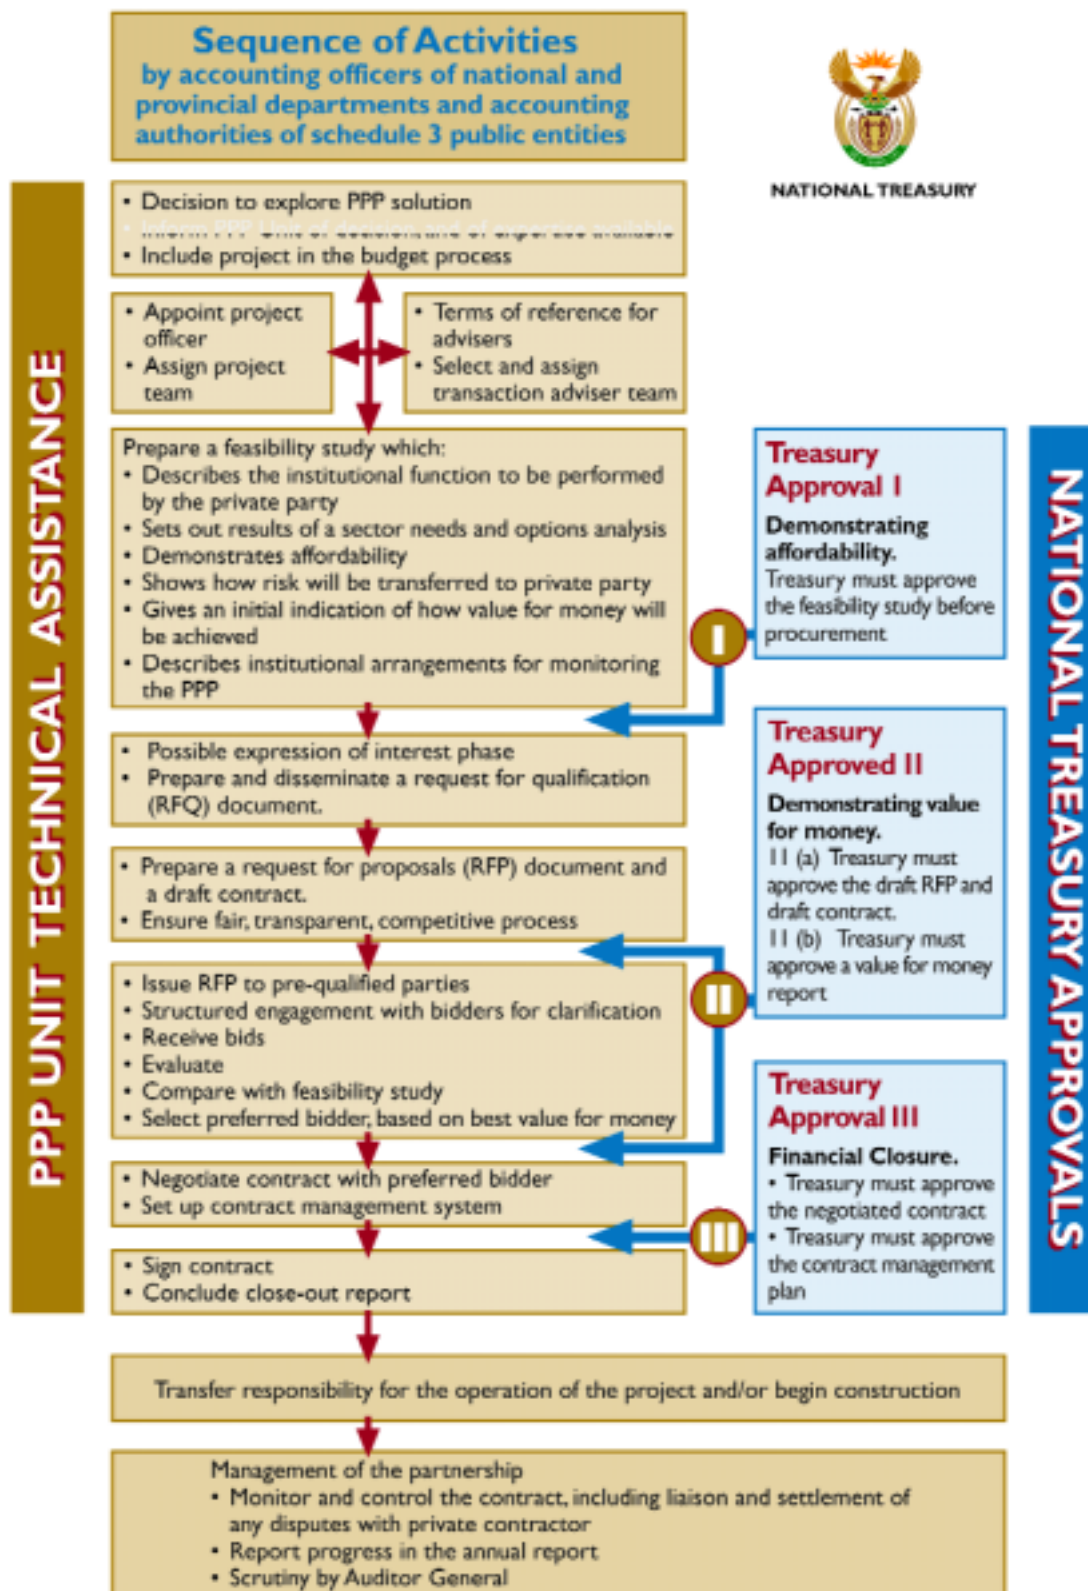 Sequence of Activities
by accounting officers of national and
provincial departments and accounting
authorities of schedule 3 public entities
NATIONAL TREASURY
PPP UNIT TECHNICAL ASSISTANCE
• Decision to explore PPP solution
• Inform PPP Unit of decision, and of expertise available
• Include project in the budget process
• Appoint project
officer
• Assign project
team
• Terms of reference for
advisers
• Select and assign
transaction adviser team
Prepare a feasibility study which:
• Describes the institutional function to be performed
by the private party
• Sets out results of a sector needs and options analysis
• Demonstrates affordability
• Shows how risk will be transferred to private party
• Gives an initial indication of how value for money will
be achieved
• Describes institutional arrangements for monitoring
the PPP
Treasury
Approval I
Demonstrating
affordability.
Treasury must approve
the feasibility study before
procurement
I
NATIONAL TREASURY APPROVALS
• Possible expression of interest phase
• Prepare and disseminate a request for qualification
(RFQ) document.
• Prepare a request for proposals (RFP) document and
a draft contract.
• Ensure fair, transparent, competitive process
Treasury
Approved II
Demonstrating value
for money.
11 (a) Treasury must
approve the draft RFP and
draft contract.
11 (b) Treasury must
approve a value for money
report
II
• Issue RFP to pre-qualified parties
• Structured engagement with bidders for clarification
• Receive bids
• Evaluate
• Compare with feasibility study
• Select preferred bidder, based on best value for money
• Negotiate contract with preferred bidder
• Set up contract management system
Treasury
Approval III
Financial Closure.
• Treasury must approve
the negotiated contract
• Treasury must approve
the contract management
plan
III
• Sign contract
• Conclude close-out report
Transfer responsibility for the operation of the project and/or begin construction
Management of the partnership
• Monitor and control the contract, including liaison and settlement of
any disputes with private contractor
• Report progress in the annual report
• Scrutiny by Auditor General